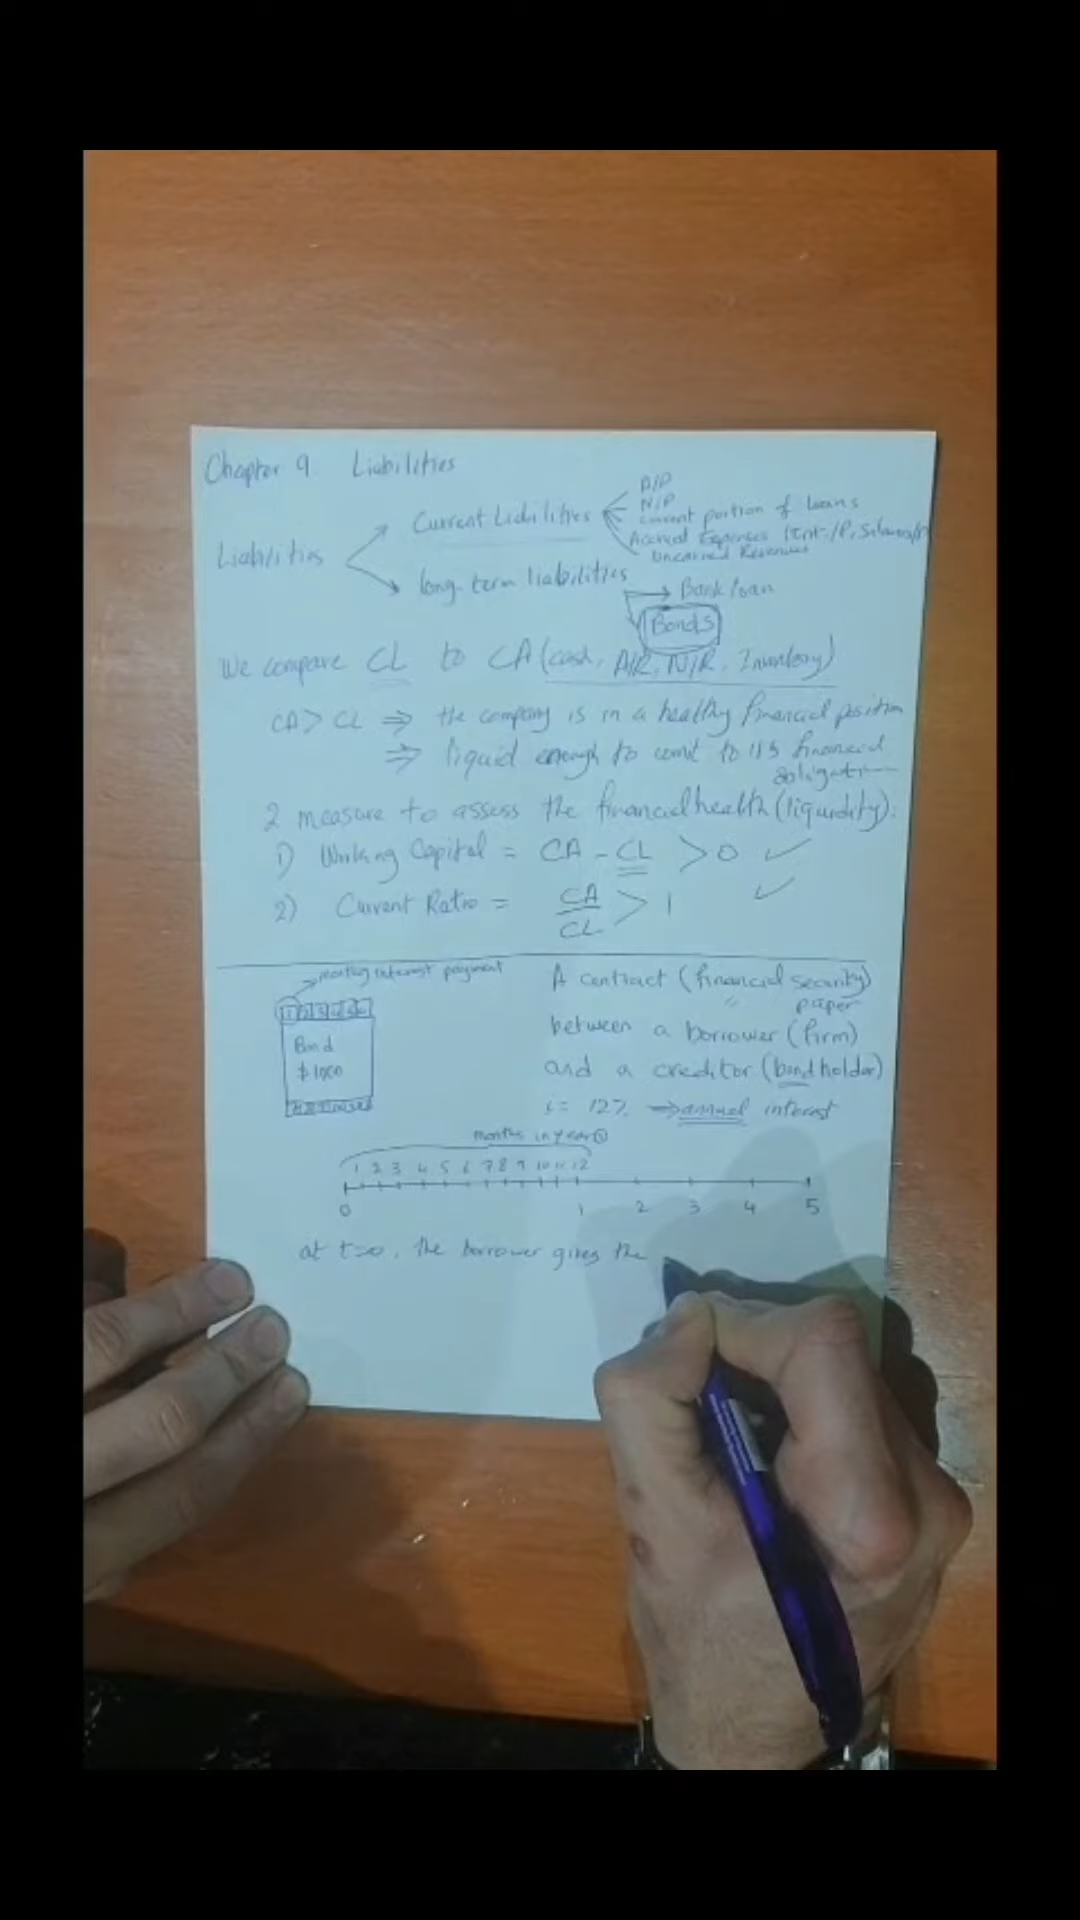 Chapter 9. Liabilities
A/P
N/P
Current Liabilities
current portion of loans
Accrued Expenses (Int./P, Salaries/P)
Unearned Revenues
Liabilities
long-term liabilities
Bank loan
Bonds
We compare CL to CA (cash, A/R, N/R, Inventory)
CA > CL ⇒ the company is in a healthy financial position
⇒ liquid enough to to its financial
2 measure to assess the financial health (liquidity).
1) Working Capital = CA - CL > 0 ✓
2) Current Ratio = CA/CL > 1 ✓
monthly interest payment
A contract (financial security)
" paper
between a borrower (firm)
Bond
$1000
and a creditor (bondholder)
i = 12% → annual interest
months in year ①
1 2 3 4 5 6 7 8 9 10 11 12
0 1 2 3 4 5
at t=0, the borrower gives the